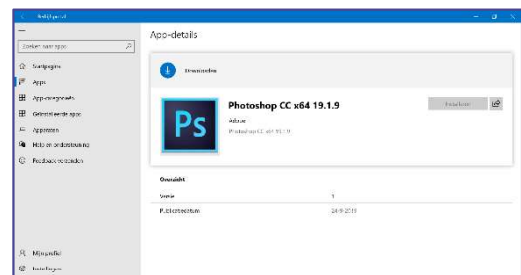 Bedrijfsportal
Zoeken naar apps
Startpagina
Apps
App-categorieën
Geïnstalleerde apps
Apparaten
Help en ondersteuning
Feedback verzenden
Mijn profiel
Instellingen
App-details
Downloaden
Ps
Photoshop CC x64 19.1.9
Adobe
Photoshop CC x64 19.1.9
Installeren
Overzicht
Versie
1
Publicatiedatum
24-9-2019